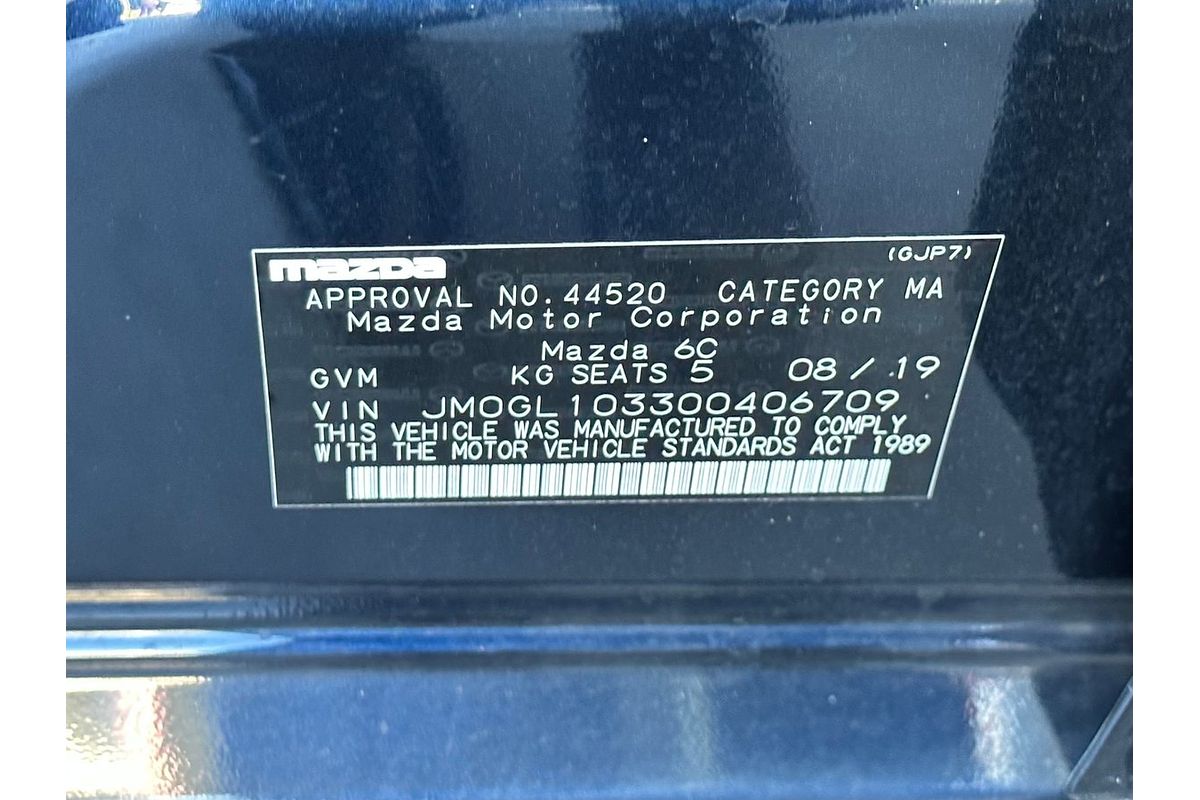 (GJP7)
mazda
APPROVAL NO. 44520 CATEGORY MA
Mazda Motor Corporation
Mazda 6C
GVM KG SEATS 5 08 / .19
VIN JM0GL103300406709
THIS VEHICLE WAS MANUFACTURED TO COMPLY
WITH THE MOTOR VEHICLE STANDARDS ACT 1989